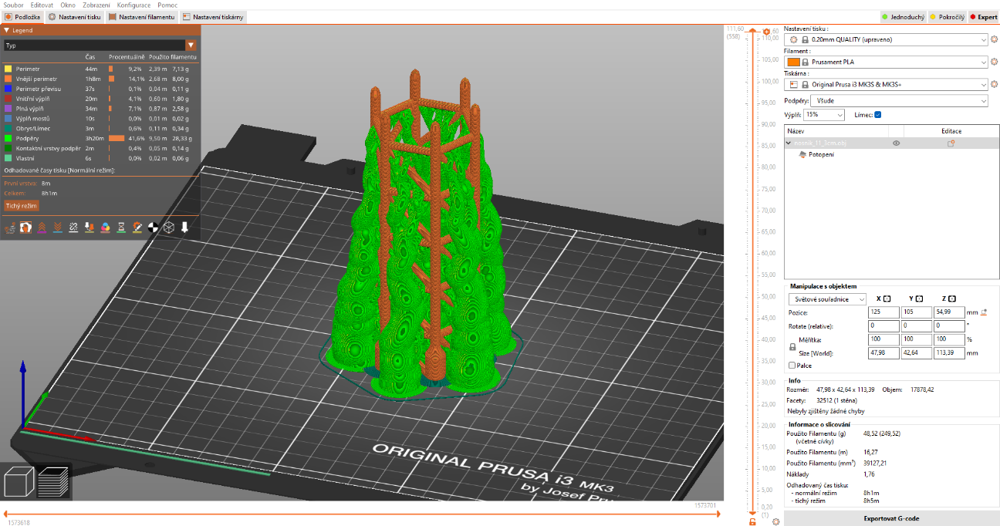 Soubor Editovat Okno Zobrazení Konfigurace Pomoc
Podložka Nastavení tisku Nastavení filamentu Nastavení tiskárny Jednoduchý Pokročilý Expert
Legend
Typ
Čas Procentuálně Použito filamentu
Perimetr 44m 9,2% 2,39 m 7,13 g
Vnější perimetr 1h8m 14,1% 2,68 m 8,00 g
Perimetr převisu 37s 0,1% 0,04 m 0,11 g
Vnitřní výplň 20m 4,1% 0,60 m 1,80 g
Plná výplň 34m 7,1% 0,87 m 2,58 g
Výplň mostů 10s 0,0% 0,01 m 0,02 g
Obrys/Límec 3m 0,6% 0,11 m 0,34 g
Podpěry 3h20m 41,6% 9,50 m 28,33 g
Kontaktní vrstvy podpěr 2m 0,4% 0,05 m 0,14 g
Vlastní 6s 0,0% 0,02 m 0,06 g
Odhadované časy tisku [Normální režim]:
První vrstva: 8m
Celkem: 8h1m
Tichý režim
ORIGINAL PRUSA i3 MK3
by Josef Pru
1573701
1573618
111,60
(558)
110,00
105,00
100,00
95,00
90,00
85,00
80,00
75,00
70,00
65,00
60,00
55,00
50,00
45,00
40,00
35,00
30,00
25,00
20,00
15,00
10,00
5,00
0,20
(1)
Nastavení tisku :
0.20mm QUALITY (upraveno)
Filament :
Prusament PLA
Tiskárna :
Original Prusa i3 MK3S & MK3S+
Podpěry: Všude
Výplň: 15% Límec:
Název Editace
nosnik_11_5cm.obj
Potopení
Manipulace s objektem
Světové souřadnice X Y Z
Pozice: 125 105 54,99 mm
Rotate (relative): 0 0 0 °
Měřítka: 100 100 100 %
Size [World]: 47,98 42,64 113,39 mm
Palce
Info
Rozměr: 47,98 x 42,64 x 113,39 Objem: 17878,42
Facety: 32512 (1 stěna)
Nebyly zjištěny žádné chyby
Informace o slicování
Použito Filamentu (g) 48,52 (249,52)
(včetně cívky)
Použito Filamentu (m) 16,27
Použito Filamentu (mm³) 39127,21
Náklady 1,76
Odhadovaný čas tisku:
- normální režim 8h1m
- tichý režim 8h5m
Exportovat G-code